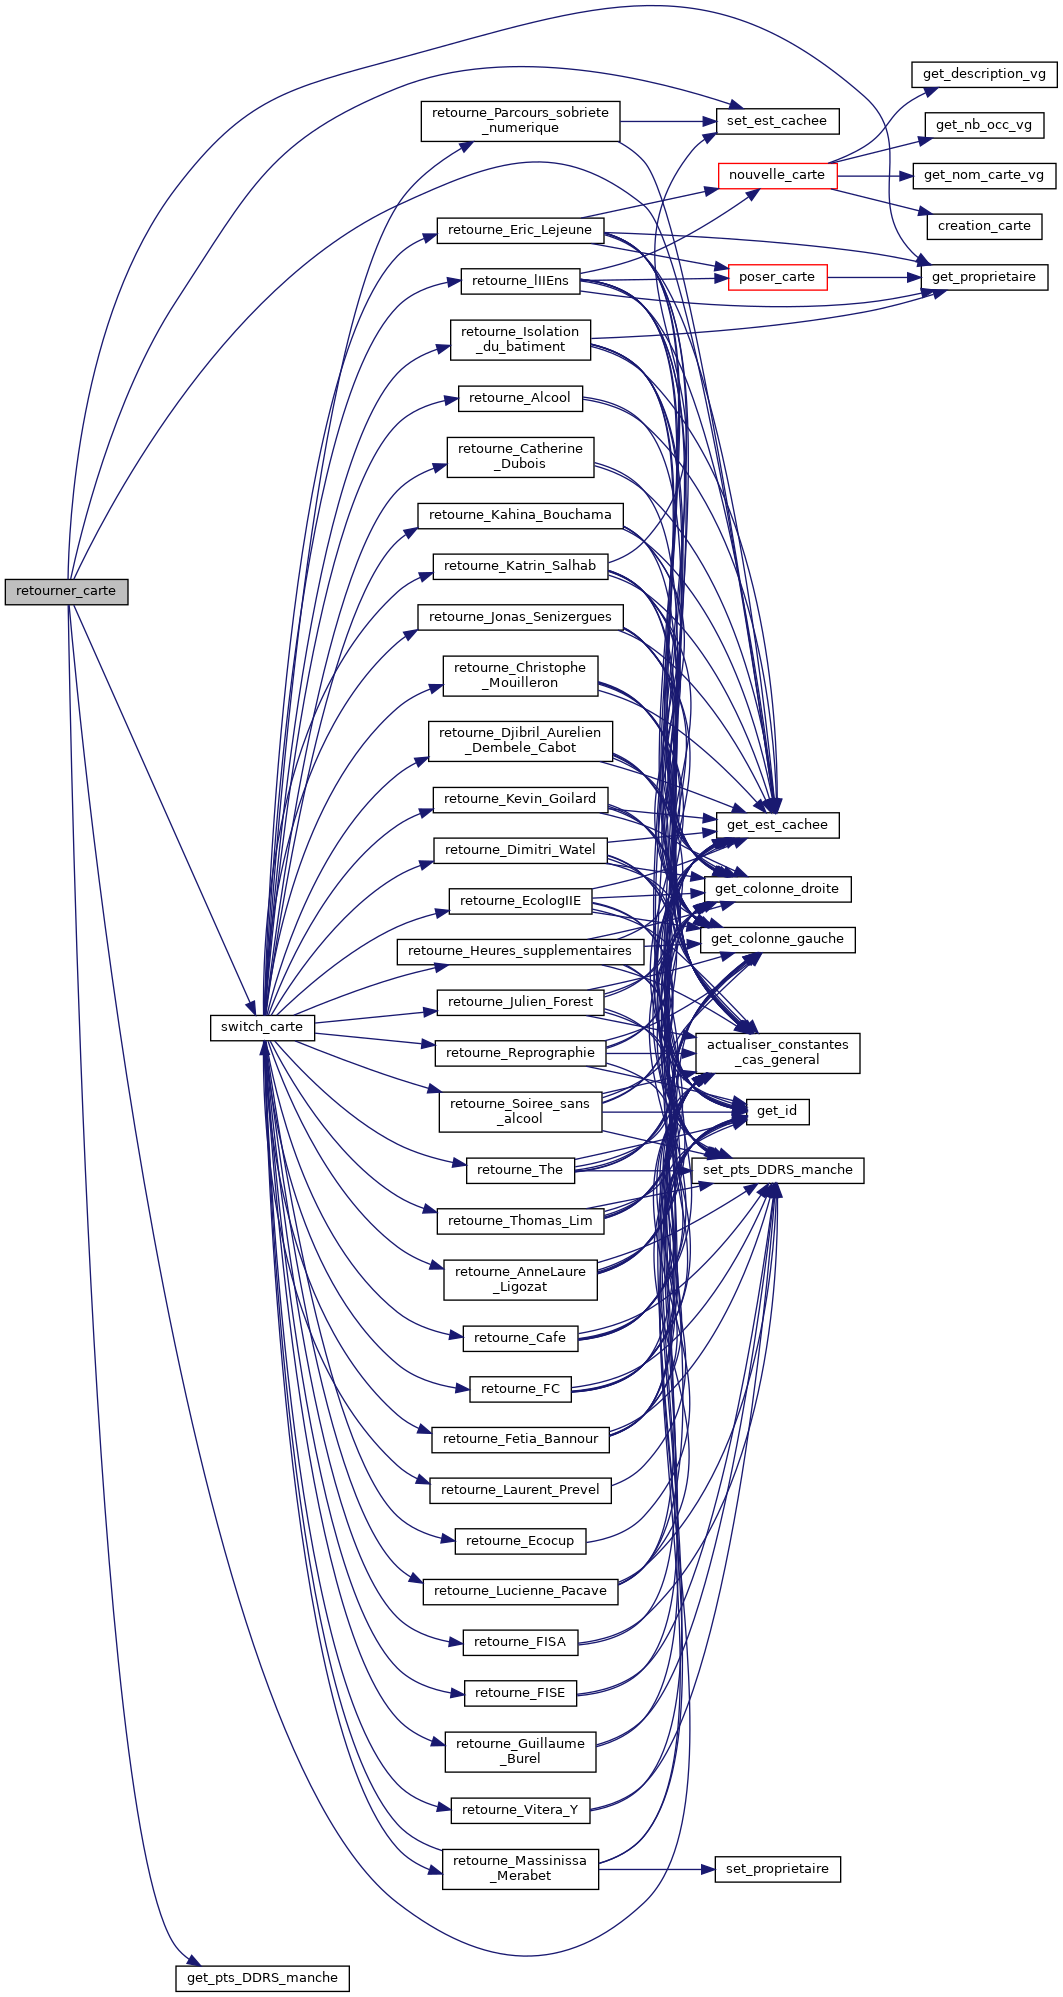 retourner_carte
get_pts_DDRS_manche
switch_carte
retourne_Parcours_sobriete
_numerique
retourne_Eric_Lejeune
retourne_lIIEns
retourne_Isolation
_du_batiment
retourne_Alcool
retourne_Catherine
_Dubois
retourne_Kahina_Bouchama
retourne_Katrin_Salhab
retourne_Jonas_Senizergues
retourne_Christophe
_Mouilleron
retourne_Djibril_Aurelien
_Dembele_Cabot
retourne_Kevin_Goilard
retourne_Dimitri_Watel
retourne_EcologIIE
retourne_Heures_supplementaires
retourne_Julien_Forest
retourne_Reprographie
retourne_Soiree_sans
_alcool
retourne_The
retourne_Thomas_Lim
retourne_AnneLaure
_Ligozat
retourne_Cafe
retourne_FC
retourne_Fetia_Bannour
retourne_Laurent_Prevel
retourne_Ecocup
retourne_Lucienne_Pacave
retourne_FISA
retourne_FISE
retourne_Guillaume
_Burel
retourne_Vitera_Y
retourne_Massinissa
_Merabet
set_est_cachee
nouvelle_carte
poser_carte
get_est_cachee
get_colonne_droite
get_colonne_gauche
actualiser_constantes
_cas_general
get_id
set_pts_DDRS_manche
set_proprietaire
get_description_vg
get_nb_occ_vg
get_nom_carte_vg
creation_carte
get_proprietaire